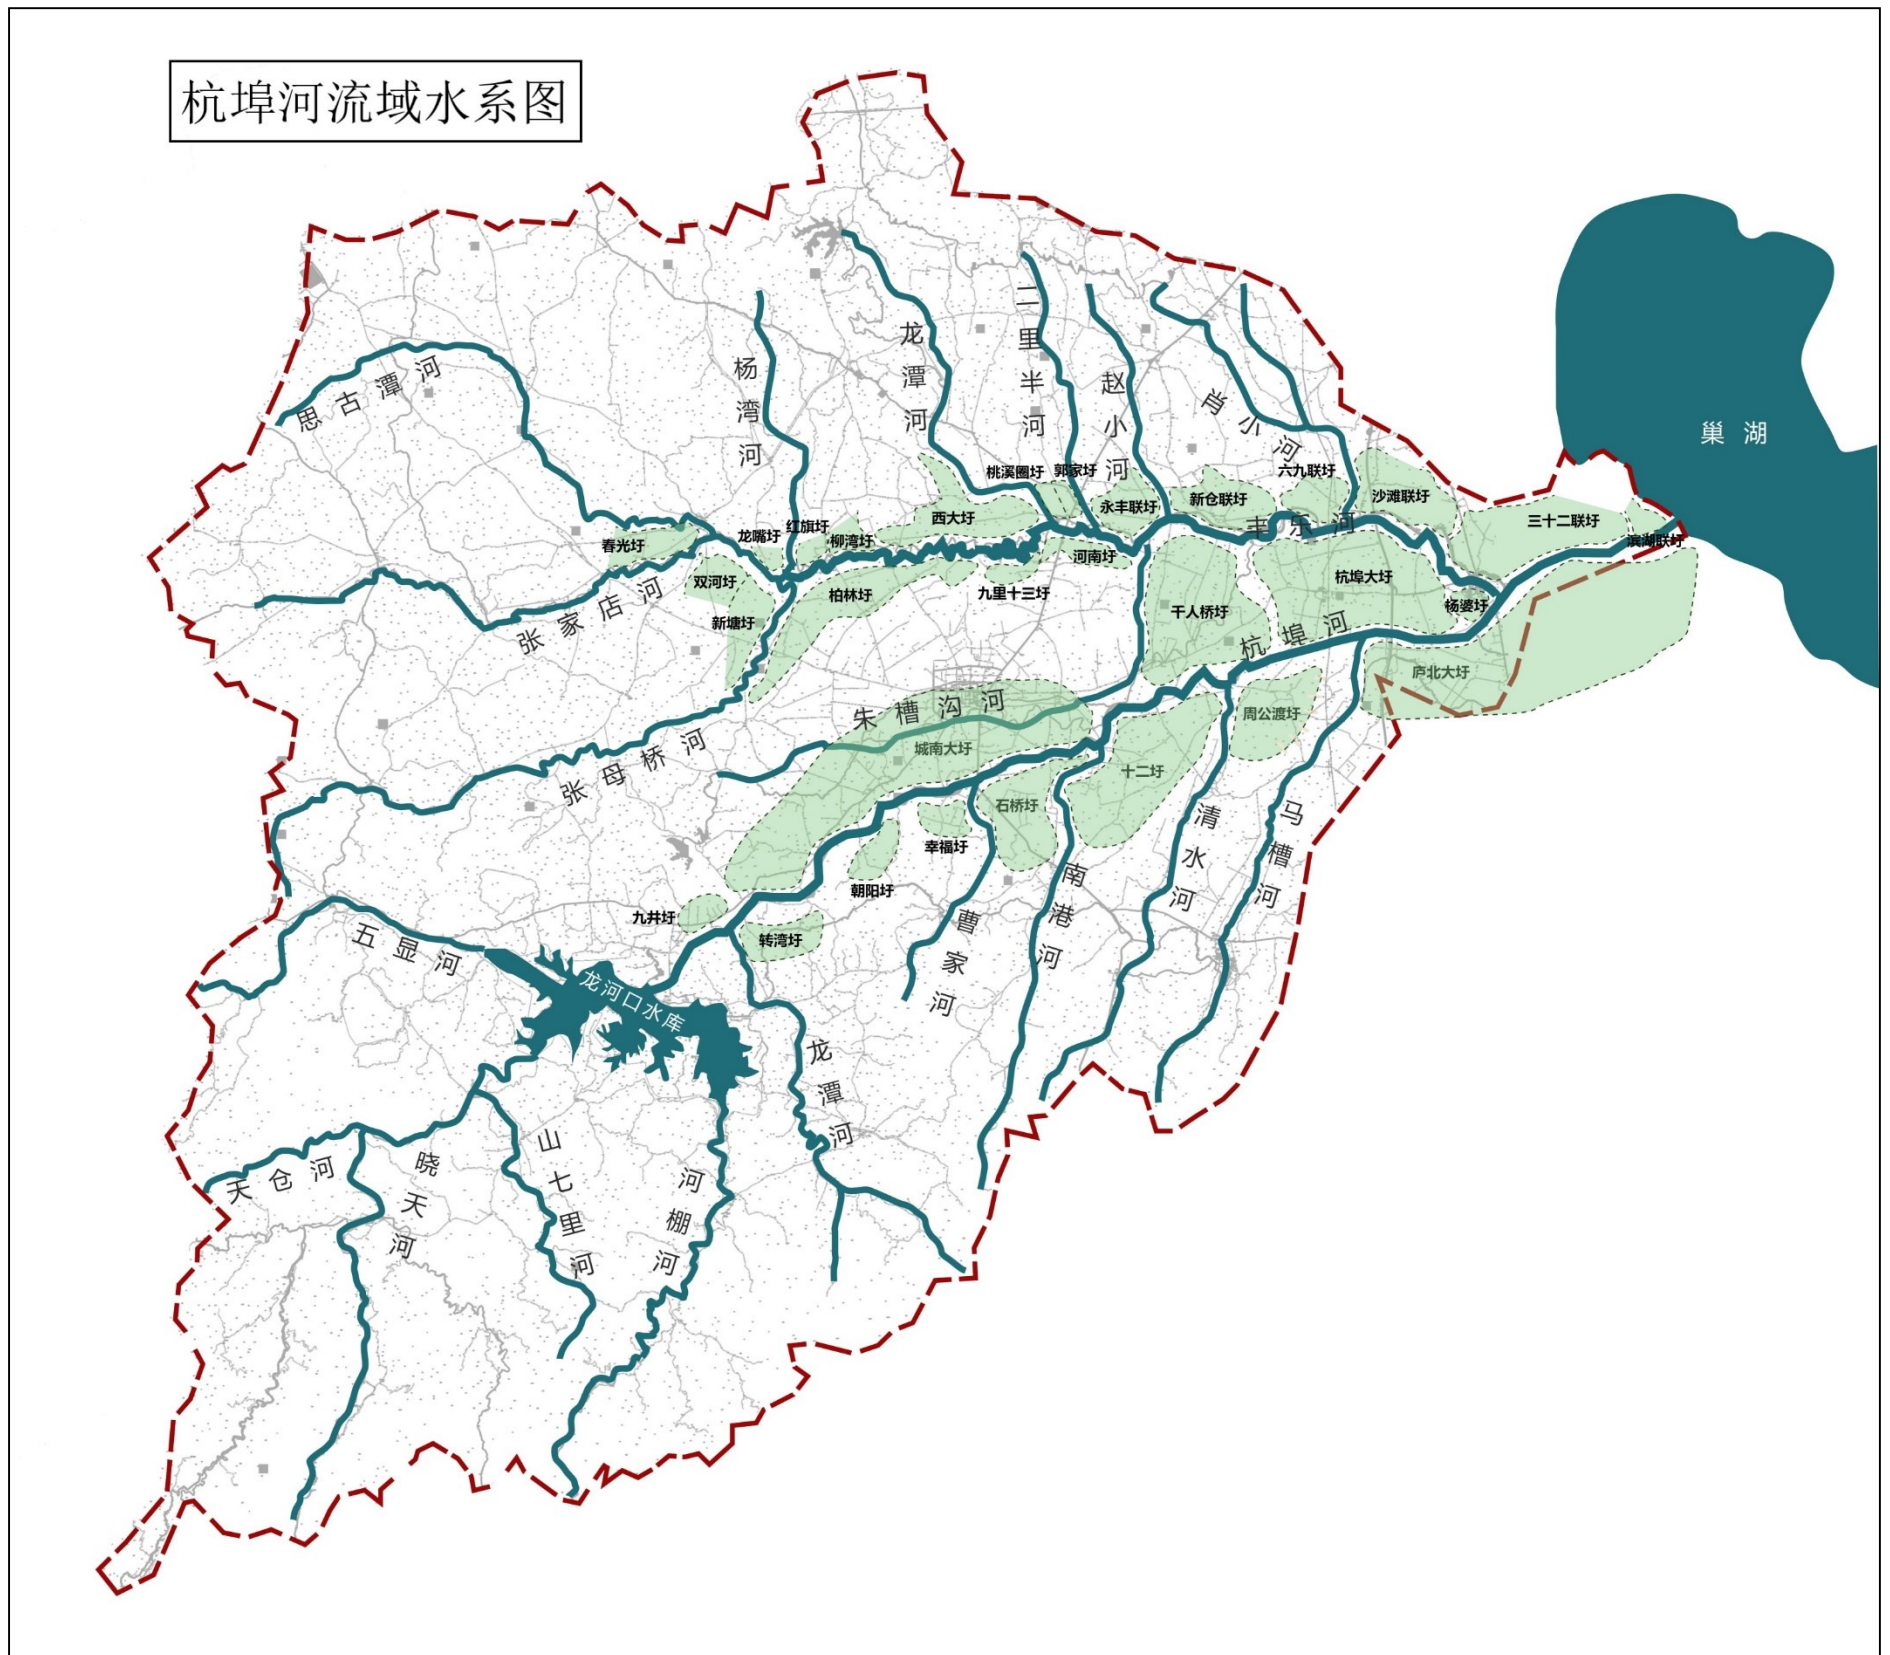 杭埠河流域水系图
巢湖
思古潭河
杨湾河
龙潭河
二里半河
赵小河
肖小河
桃溪圈圩
郭家圩
六九联圩
永丰联圩
新仓联圩
沙滩联圩
三十二联圩
滨湖联圩
西大圩
丰乐河
红旗圩
龙嘴圩
柳湾圩
春光圩
河南圩
双河圩
柏林圩
九里十三圩
杭埠大圩
杨婆圩
千人桥圩
新塘圩
张家店河
杭埠河
庐北大圩
朱槽沟河
周公渡圩
城南大圩
张母桥河
十二圩
石桥圩
幸福圩
朝阳圩
清水河
马槽河
南港河
曹家河
九井圩
转湾圩
五显河
龙河口水库
龙潭河
天仓河
晓天河
山七里河
河棚河